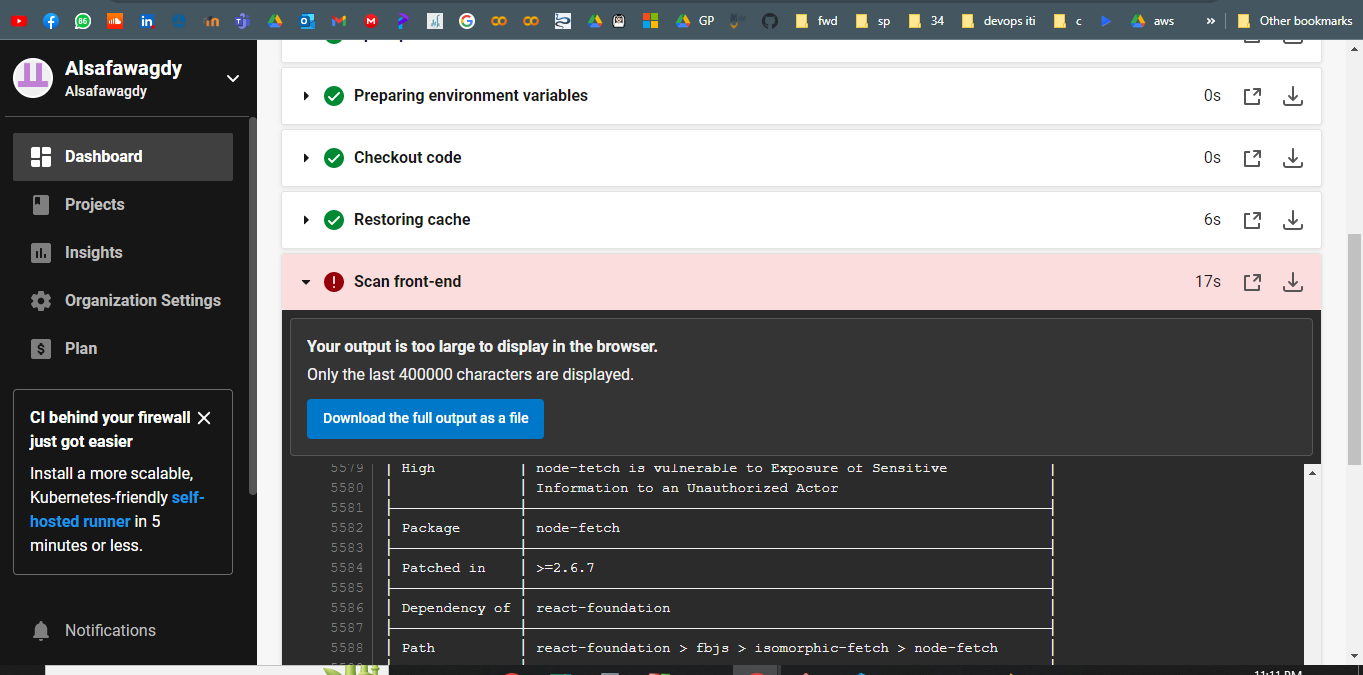 86
GP
fwd
sp
34
devops iti
c
aws
»
Other bookmarks
Alsafawagdy
Alsafawagdy
Dashboard
Projects
Insights
Organization Settings
Plan
CI behind your firewall
just got easier
Install a more scalable,
Kubernetes-friendly self-
hosted runner in 5
minutes or less.
Notifications
Preparing environment variables 0s
Checkout code 0s
Restoring cache 6s
Scan front-end 17s
Your output is too large to display in the browser.
Only the last 400000 characters are displayed.
Download the full output as a file
5579 High node-fetch is vulnerable to Exposure of Sensitive
5580 Information to an Unauthorized Actor
5581
5582 Package node-fetch
5583
5584 Patched in >=2.6.7
5585
5586 Dependency of react-foundation
5587
5588 Path react-foundation > fbjs > isomorphic-fetch > node-fetch
11:11 PM